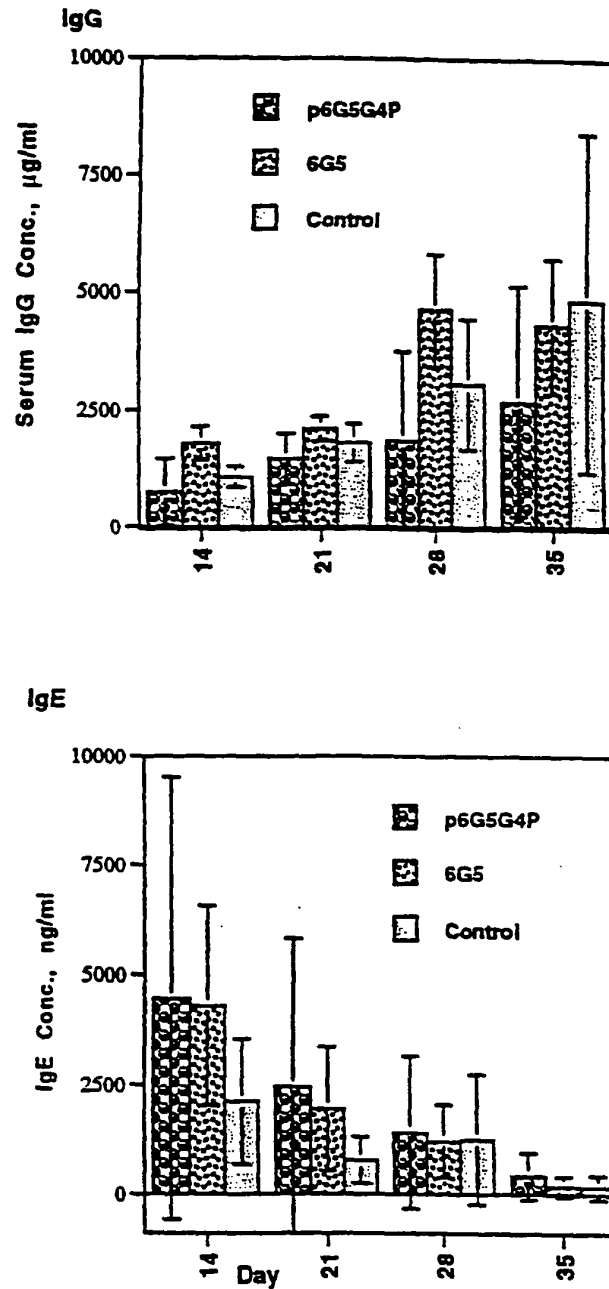 IgG
10000
7500
5000
2500
0
Serum IgG Conc., µg/ml
p6G5G4P
6G5
Control
14
21
28
35
IgE
10000
7500
5000
2500
0
IgE Conc., ng/ml
p6G5G4P
6G5
Control
14
21
28
35
Day